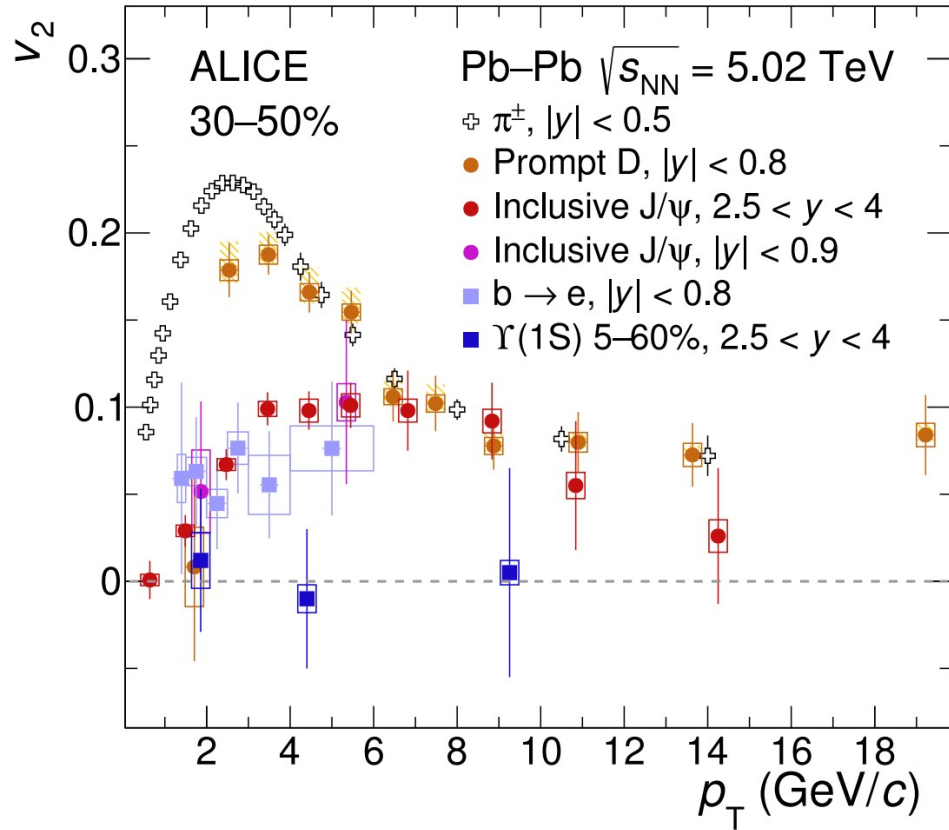 v₂
0.3
0.2
0.1
0
ALICE
30–50%
Pb–Pb √sNN = 5.02 TeV
π±, |y| < 0.5
Prompt D, |y| < 0.8
Inclusive J/ψ, 2.5 < y < 4
Inclusive J/ψ, |y| < 0.9
b → e, |y| < 0.8
ϒ(1S) 5–60%, 2.5 < y < 4
2 4 6 8 10 12 14 16 18
pT (GeV/c)